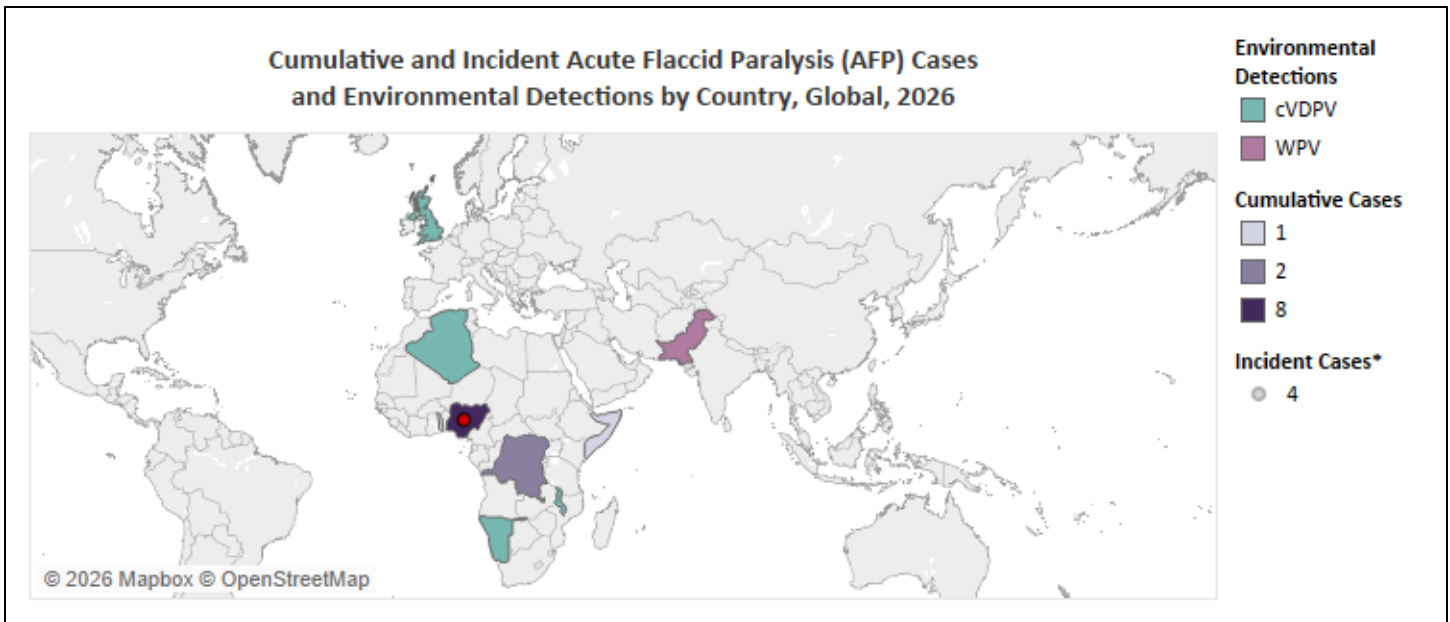 Cumulative and Incident Acute Flaccid Paralysis (AFP) Cases
and Environmental Detections by Country, Global, 2026
Environmental
Detections
cVDPV
WPV
Cumulative Cases
1
2
8
Incident Cases*
4
© 2026 Mapbox © OpenStreetMap